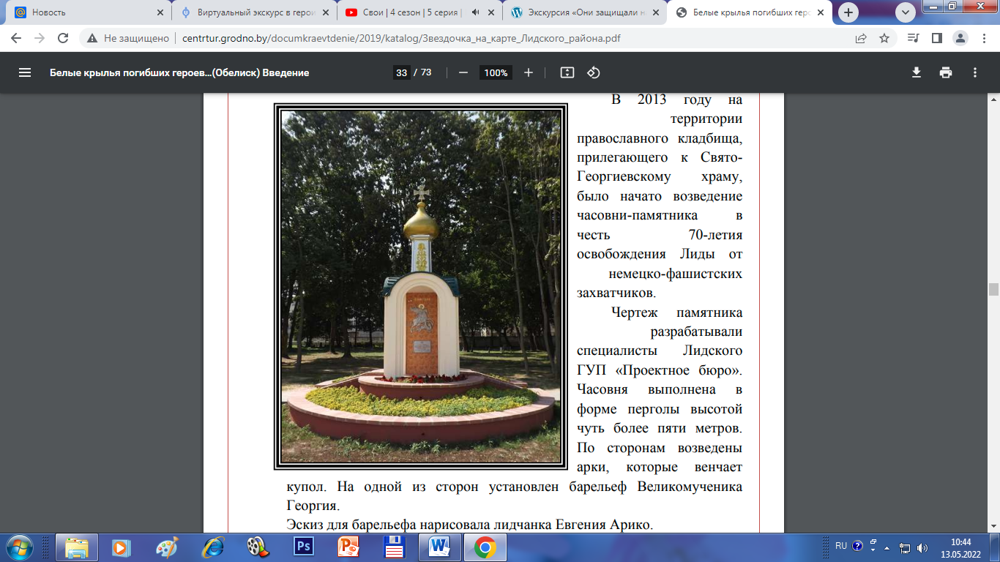 Новость
Виртуальный экскурс в герои
Свои | 4 сезон | 5 серия |
Экскурсия «Они защищали н
Белые крылья погибших геро
Не защищено
centrtur.grodno.by/documkraevtdenie/2019/katalog/Звездочка_на_карте_Лидского_района.pdf
Белые крылья погибших героев...(Обелиск) Введение
33 / 73
100%
В 2013 году на
территории
православного кладбища,
прилегающего к Свято-
Георгиевскому храму,
было начато возведение
часовни-памятника в
честь 70-летия
освобождения Лиды от
немецко-фашистских
захватчиков.
Чертеж памятника
разрабатывали
специалисты Лидского
ГУП «Проектное бюро».
Часовня выполнена в
форме перголы высотой
чуть более пяти метров.
По сторонам возведены
арки, которые венчает
купол. На одной из сторон установлен барельеф Великомученика
Георгия.
Эскиз для барельефа нарисовала лидчанка Евгения Арико.
Ps
P
W
RU
10:44
13.05.2022